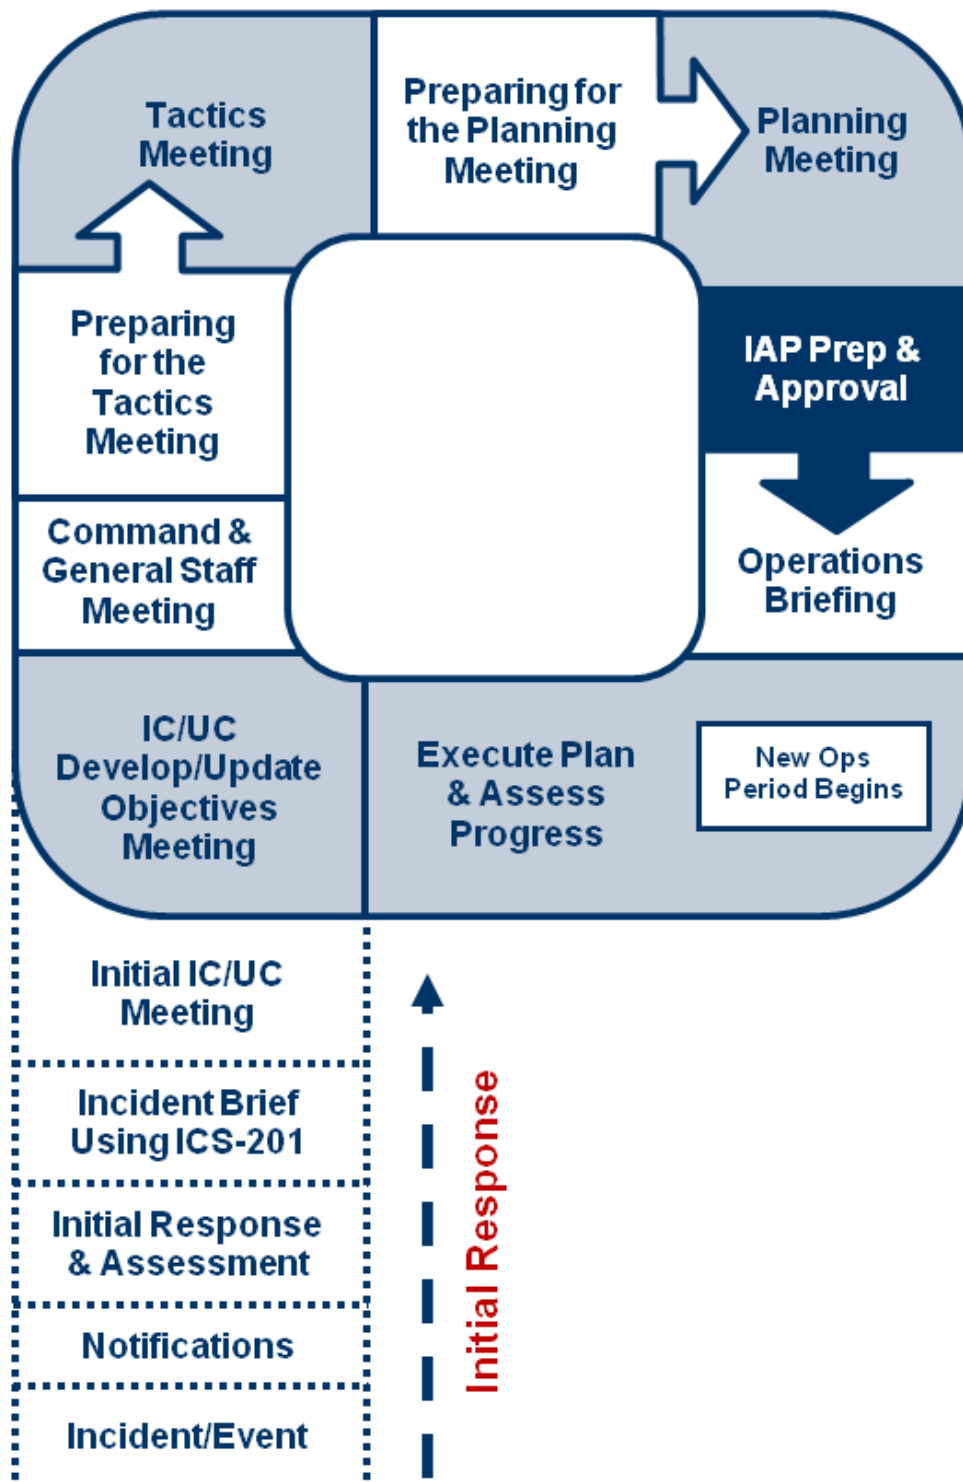 Tactics
Meeting
Preparing for
the Planning
Meeting
Planning
Meeting
Preparing
for the
Tactics
Meeting
IAP Prep &
Approval
Command &
General Staff
Meeting
Operations
Briefing
IC/UC
Develop/Update
Objectives
Meeting
Execute Plan
& Assess
Progress
New Ops
Period Begins
Initial IC/UC
Meeting
Incident Brief
Using ICS-201
Initial Response
& Assessment
Notifications
Incident/Event
Initial Response